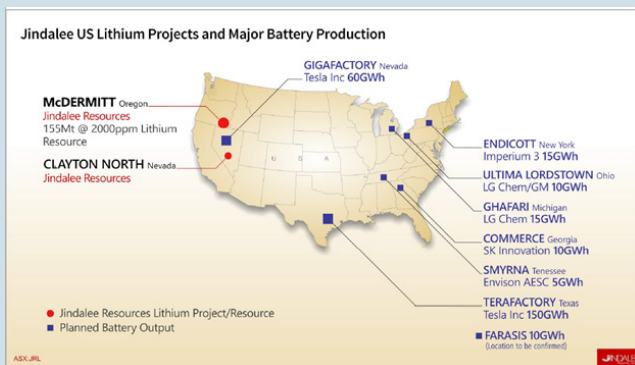 Jindalee US Lithium Projects and Major Battery Production
GIGAFACTORY Nevada
Tesla Inc 60GWh
McDERMITT Oregon
Jindalee Resources
155Mt @ 2000ppm Lithium
Resource
CLAYTON NORTH Nevada
Jindalee Resources
U S A
ENDICOTT New York
Imperium 3 15GWh
ULTIMA LORDSTOWN Ohio
LG Chem/GM 10GWh
GHAFARI Michigan
LG Chem 15GWh
COMMERCE Georgia
SK Innovation 10GWh
SMYRNA Tenessee
Envison AESC 5GWh
TERAFACTORY Texas
Tesla Inc 150GWh
FARASIS 10GWh
(Location to be confirmed)
Jindalee Resources Lithium Project/Resource
Planned Battery Output
ASX:JRL
JINDALEE